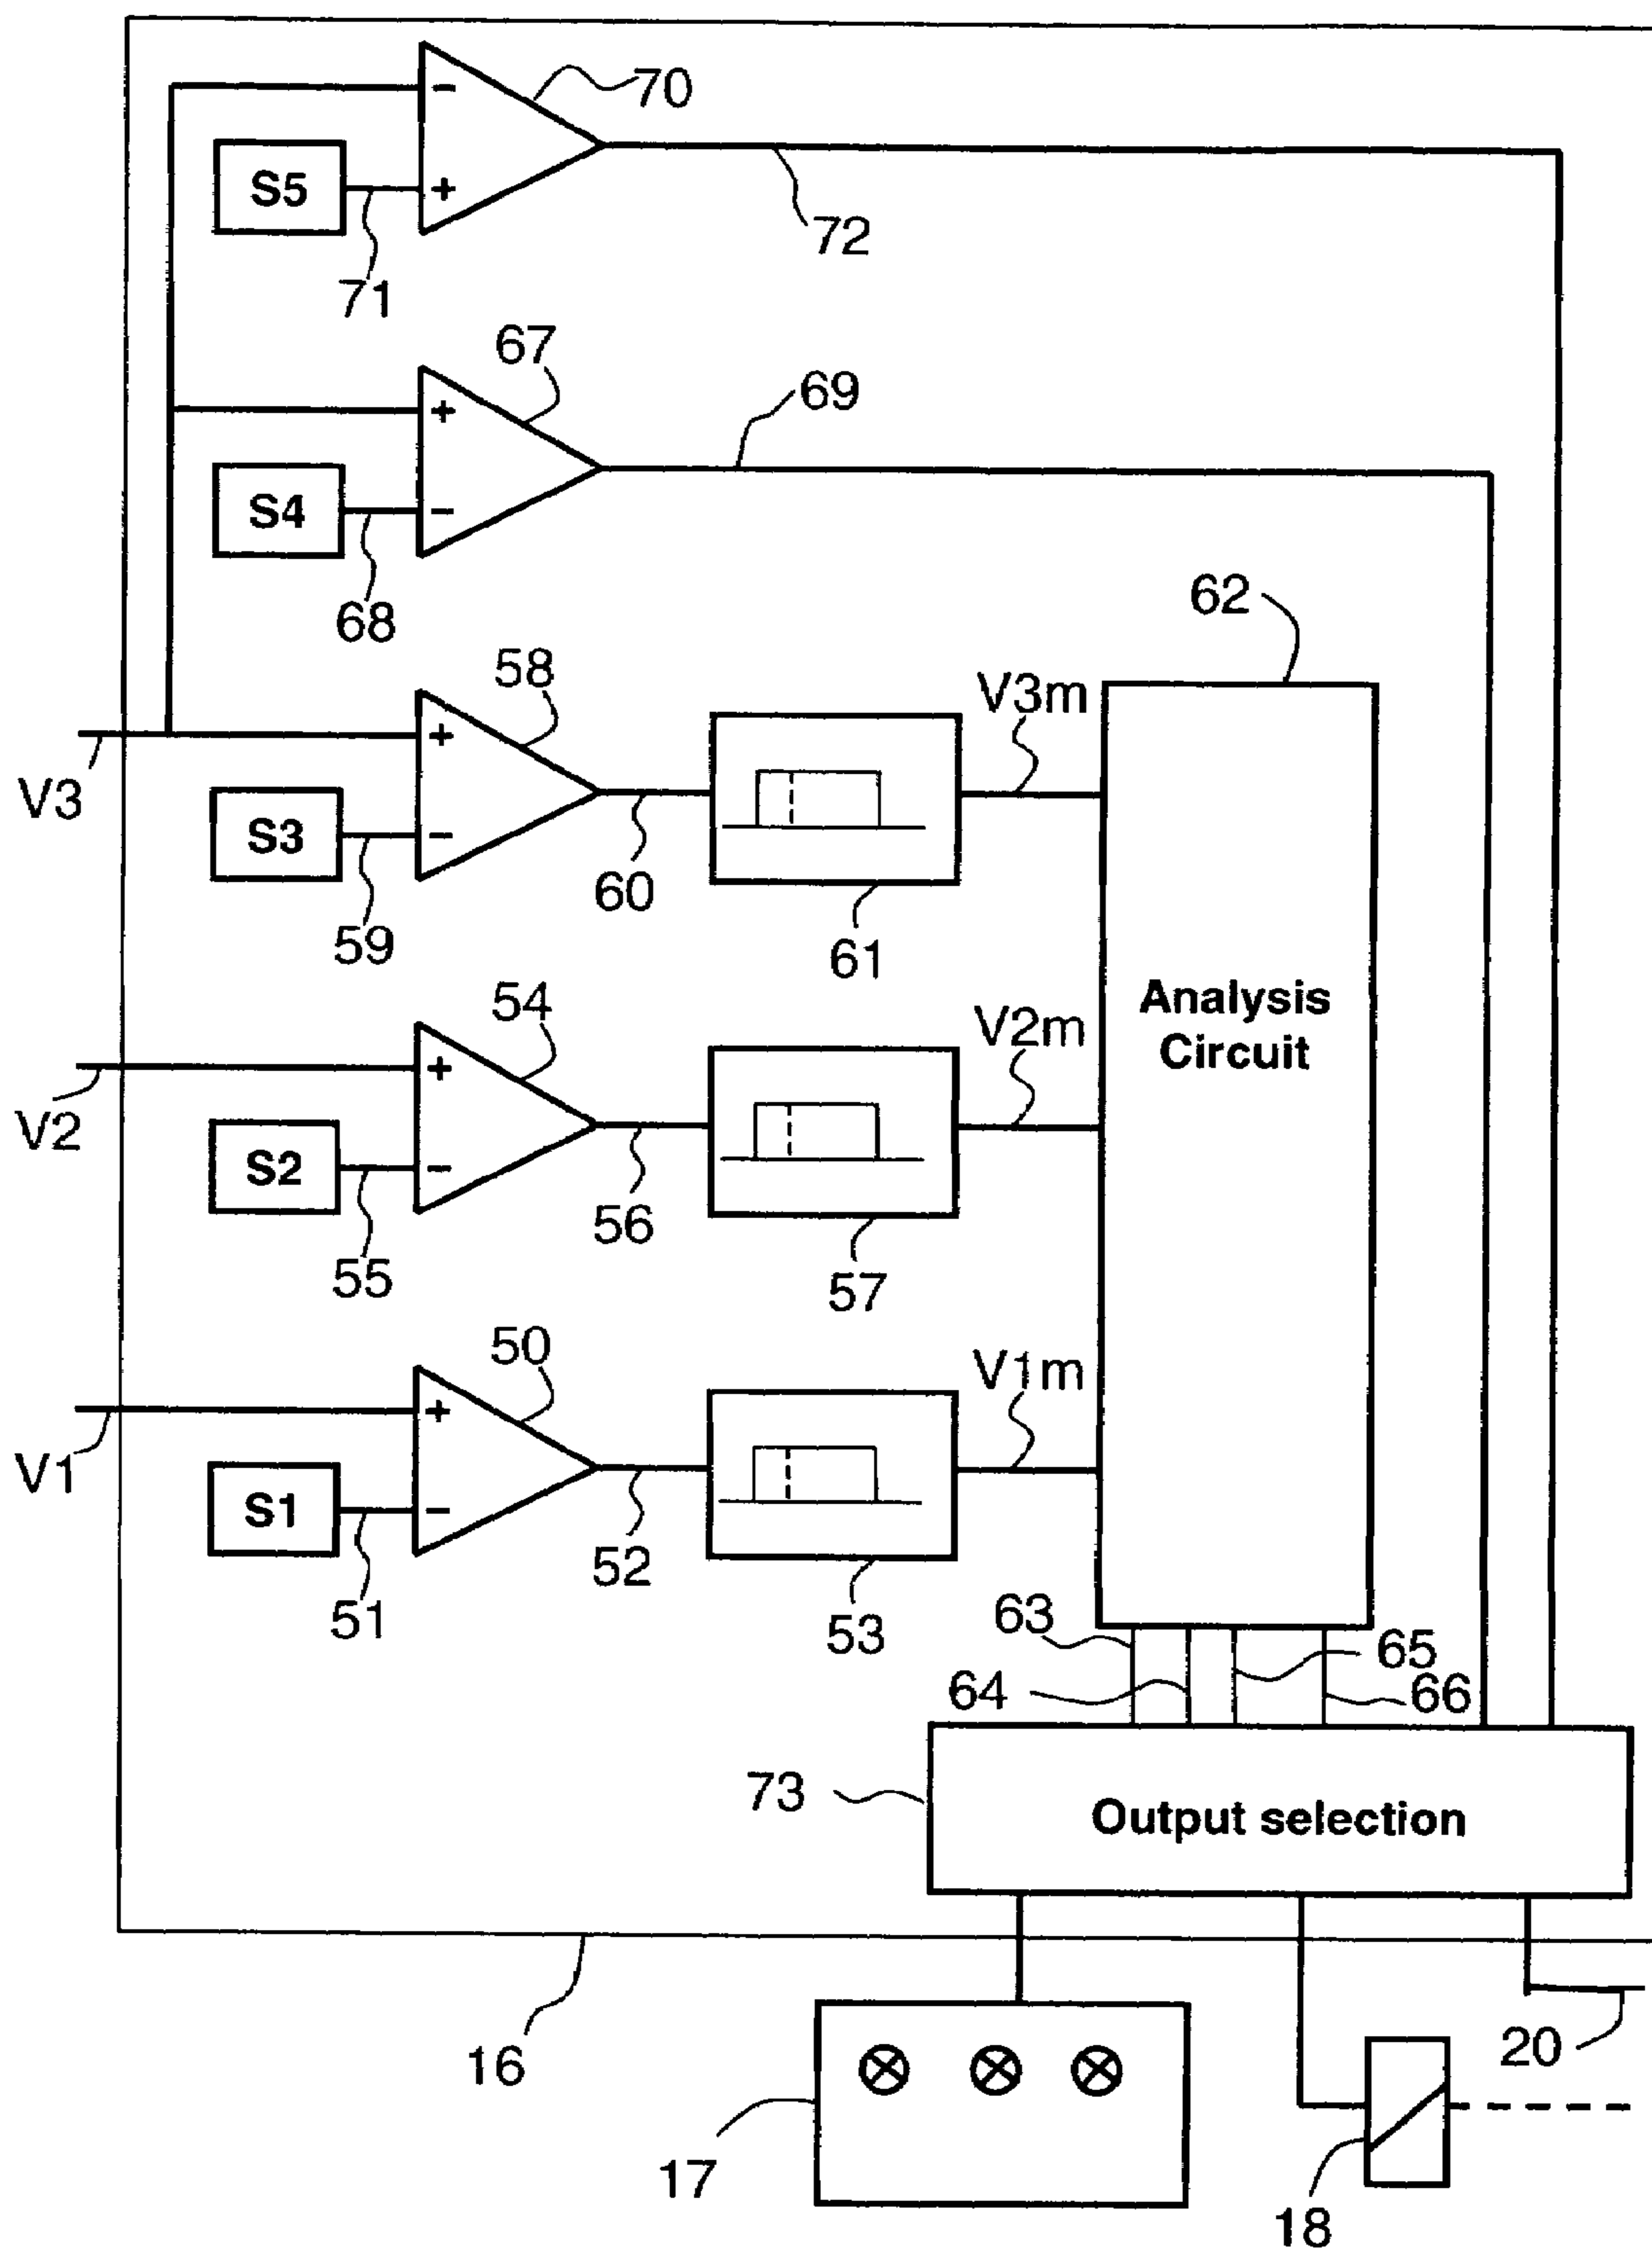 70
−
S5
+
72
71
67
69
+
S4
−
68
62
58
V3m
+
V3
S3
−
60
59
61
54
Analysis
Circuit
V2m
+
V2
S2
−
56
55
57
50
V1m
+
V1
S1
−
52
51
53
63
65
64
66
73
Output selection
20
16
17
18